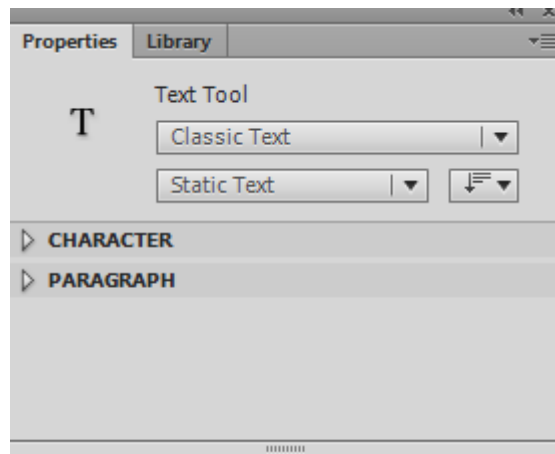 Properties Library
T
Text Tool
Classic Text
Static Text
CHARACTER
PARAGRAPH